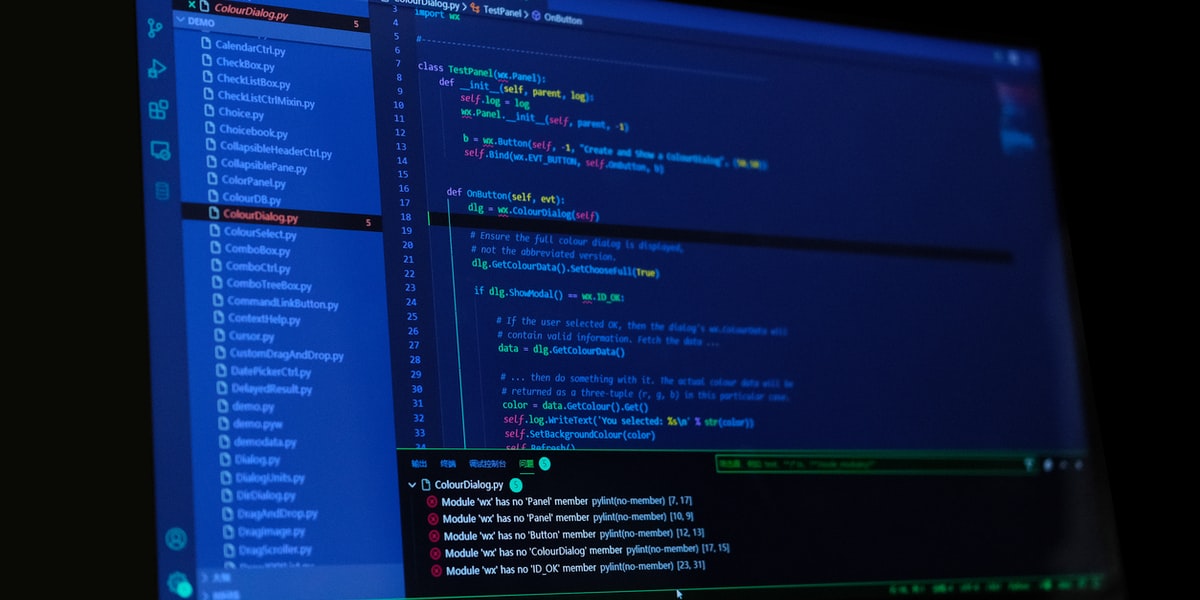 ColourDialog.py 5
DEMO
CalendarCtrl.py
CheckBox.py
CheckListBox.py
CheckListCtrlMixin.py
Choice.py
Choicebook.py
CollapsibleHeaderCtrl.py
CollapsiblePane.py
ColorPanel.py
ColourDB.py
ColourDialog.py 5
ColourSelect.py
ComboBox.py
ComboCtrl.py
ComboTreeBox.py
CommandLinkButton.py
ContextHelp.py
Cursor.py
CustomDragAndDrop.py
DatePickerCtrl.py
DelayedResult.py
demo.py
demo.pyw
demodata.py
Dialog.py
DialogUnits.py
DirDialog.py
DragAndDrop.py
DragImage.py
DragScroller.py
大纲
ColourDialog.py > TestPanel > OnButton
3 import wx
4
5 #----------------------------------------------------------------------
6
7 class TestPanel(wx.Panel):
8 def __init__(self, parent, log):
9 self.log = log
10 wx.Panel.__init__(self, parent, -1)
11
12 b = wx.Button(self, -1, "Create and Show a ColourDialog", (50,50))
13 self.Bind(wx.EVT_BUTTON, self.OnButton, b)
14
15
16 def OnButton(self, evt):
17 dlg = wx.ColourDialog(self)
18
19 # Ensure the full colour dialog is displayed,
20 # not the abbreviated version.
21 dlg.GetColourData().SetChooseFull(True)
22
23 if dlg.ShowModal() == wx.ID_OK:
24
25 # If the user selected OK, then the dialog's wx.ColourData will
26 # contain valid information. Fetch the data ...
27 data = dlg.GetColourData()
28
29 # ... then do something with it. The actual colour data will be
30 # returned as a three-tuple (r, g, b) in this particular case.
31 color = data.GetColour().Get()
32 self.log.WriteText('You selected: %s\n' % str(color))
33 self.SetBackgroundColour(color)
34 self.Refresh()
输出 终端 调试控制台 问题 5
ColourDialog.py 5
Module 'wx' has no 'Panel' member pylint(no-member) [7, 17]
Module 'wx' has no 'Panel' member pylint(no-member) [10, 9]
Module 'wx' has no 'Button' member pylint(no-member) [12, 13]
Module 'wx' has no 'ColourDialog' member pylint(no-member) [17, 15]
Module 'wx' has no 'ID_OK' member pylint(no-member) [23, 31]